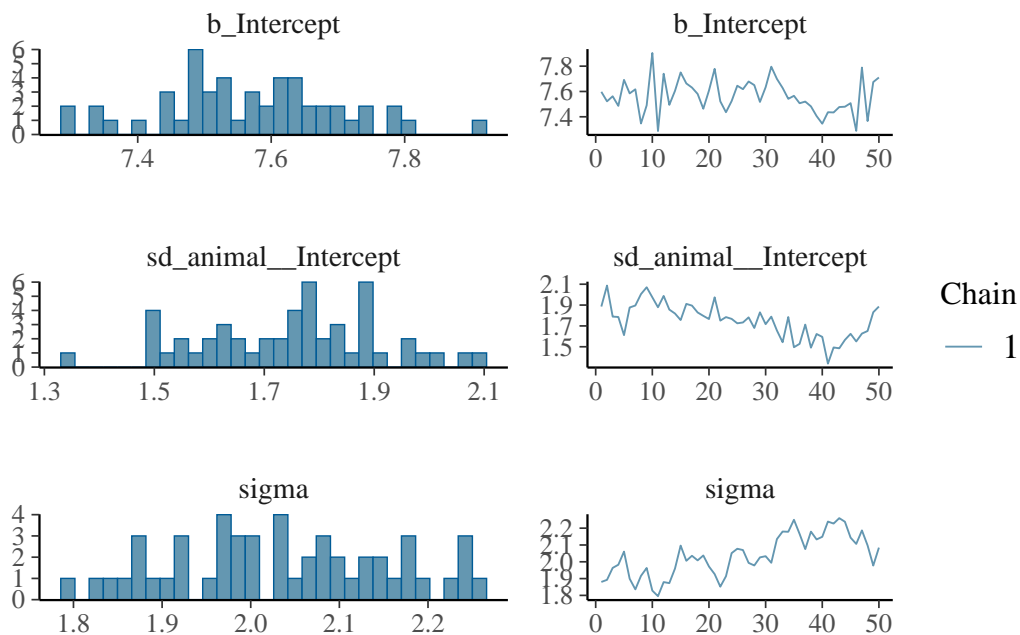 b_Intercept
6
5
4
3
2
1
0
7.4 7.6 7.8
b_Intercept
7.8
7.6
7.4
0 10 20 30 40 50
sd_animal__Intercept
6
5
4
3
2
1
0
1.3 1.5 1.7 1.9 2.1
sd_animal__Intercept
2.1
1.9
1.7
1.5
0 10 20 30 40 50
Chain
1
sigma
4
3
2
1
0
1.8 1.9 2.0 2.1 2.2
sigma
2.2
2.1
2.0
1.9
1.8
0 10 20 30 40 50